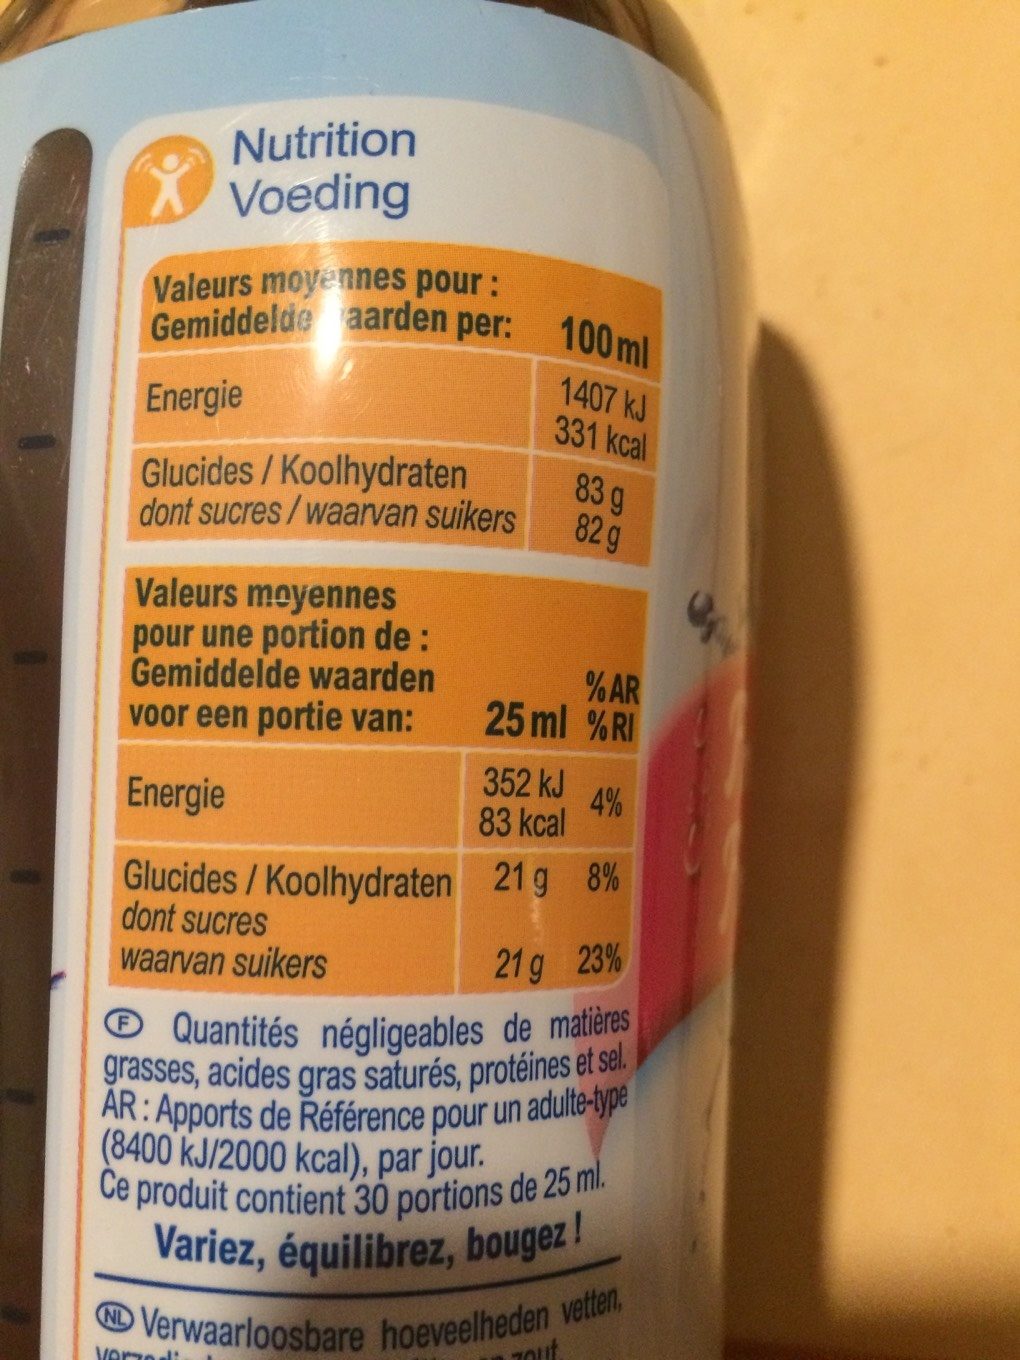 Nutrition
Voeding
Valeurs moyennes pour :
Gemiddelde waarden per: 100 ml
Energie 1407 kJ
331 kcal
Glucides / Koolhydraten 83 g
dont sucres / waarvan suikers 82 g
Valeurs moyennes
pour une portion de :
Gemiddelde waarden %AR
voor een portie van: 25 ml %RI
Energie 352 kJ 4%
83 kcal
Glucides / Koolhydraten 21 g 8%
dont sucres
waarvan suikers 21 g 23%
F Quantités négligeables de matières
grasses, acides gras saturés, protéines et sel.
AR : Apports de Référence pour un adulte-type
(8400 kJ/2000 kcal), par jour.
Ce produit contient 30 portions de 25 ml.
Variez, équilibrez, bougez !
NL Verwaarloosbare hoeveelheden vetten,
zout